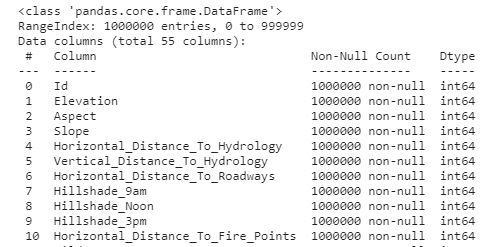 <class 'pandas.core.frame.DataFrame'>
RangeIndex: 1000000 entries, 0 to 999999
Data columns (total 55 columns):
 #   Column                              Non-Null Count    Dtype
---  ------                              --------------    -----
 0   Id                                  1000000 non-null  int64
 1   Elevation                           1000000 non-null  int64
 2   Aspect                              1000000 non-null  int64
 3   Slope                               1000000 non-null  int64
 4   Horizontal_Distance_To_Hydrology    1000000 non-null  int64
 5   Vertical_Distance_To_Hydrology      1000000 non-null  int64
 6   Horizontal_Distance_To_Roadways     1000000 non-null  int64
 7   Hillshade_9am                       1000000 non-null  int64
 8   Hillshade_Noon                      1000000 non-null  int64
 9   Hillshade_3pm                       1000000 non-null  int64
 10  Horizontal_Distance_To_Fire_Points  1000000 non-null  int64